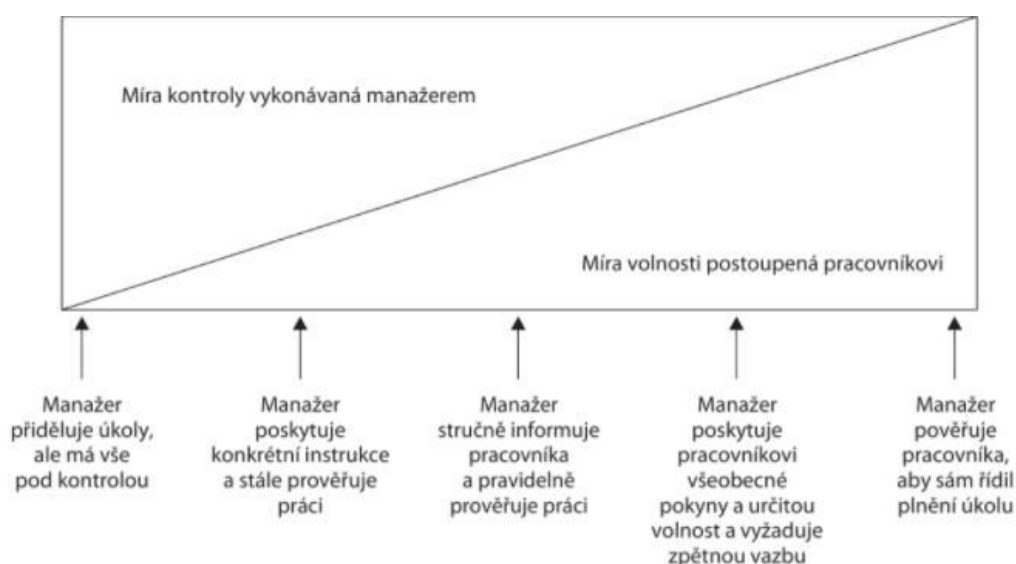 Míra kontroly vykonávaná manažerem
Míra volnosti postoupená pracovníkovi
Manažer
přiděluje úkoly,
ale má vše
pod kontrolou
Manažer
poskytuje
konkrétní instrukce
a stále prověřuje
práci
Manažer
stručně informuje
pracovníka
a pravidelně
prověřuje práci
Manažer
poskytuje
pracovníkovi
všeobecné
pokyny a určitou
volnost a vyžaduje
zpětnou vazbu
Manažer
pověřuje
pracovníka,
aby sám řídil
plnění úkolu